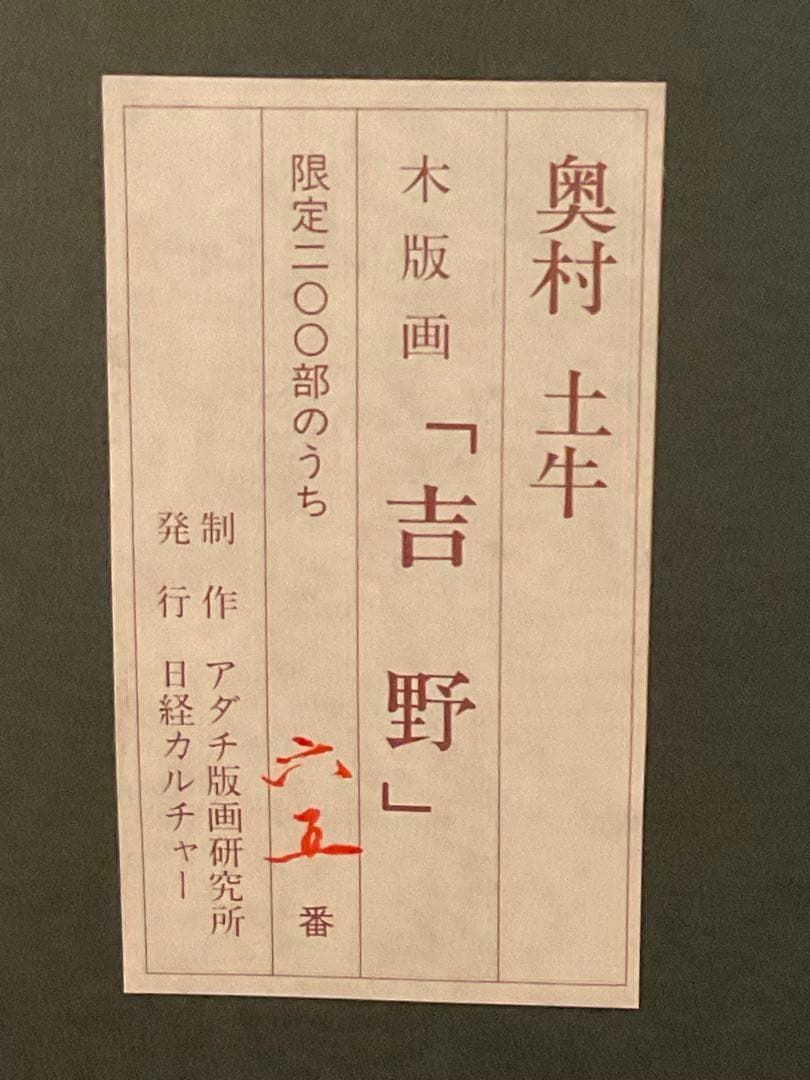 奥村 土牛
木版画「吉野」
限定二〇〇部のうち 六五番
制作 アダチ版画研究所
発行 日経カルチャー